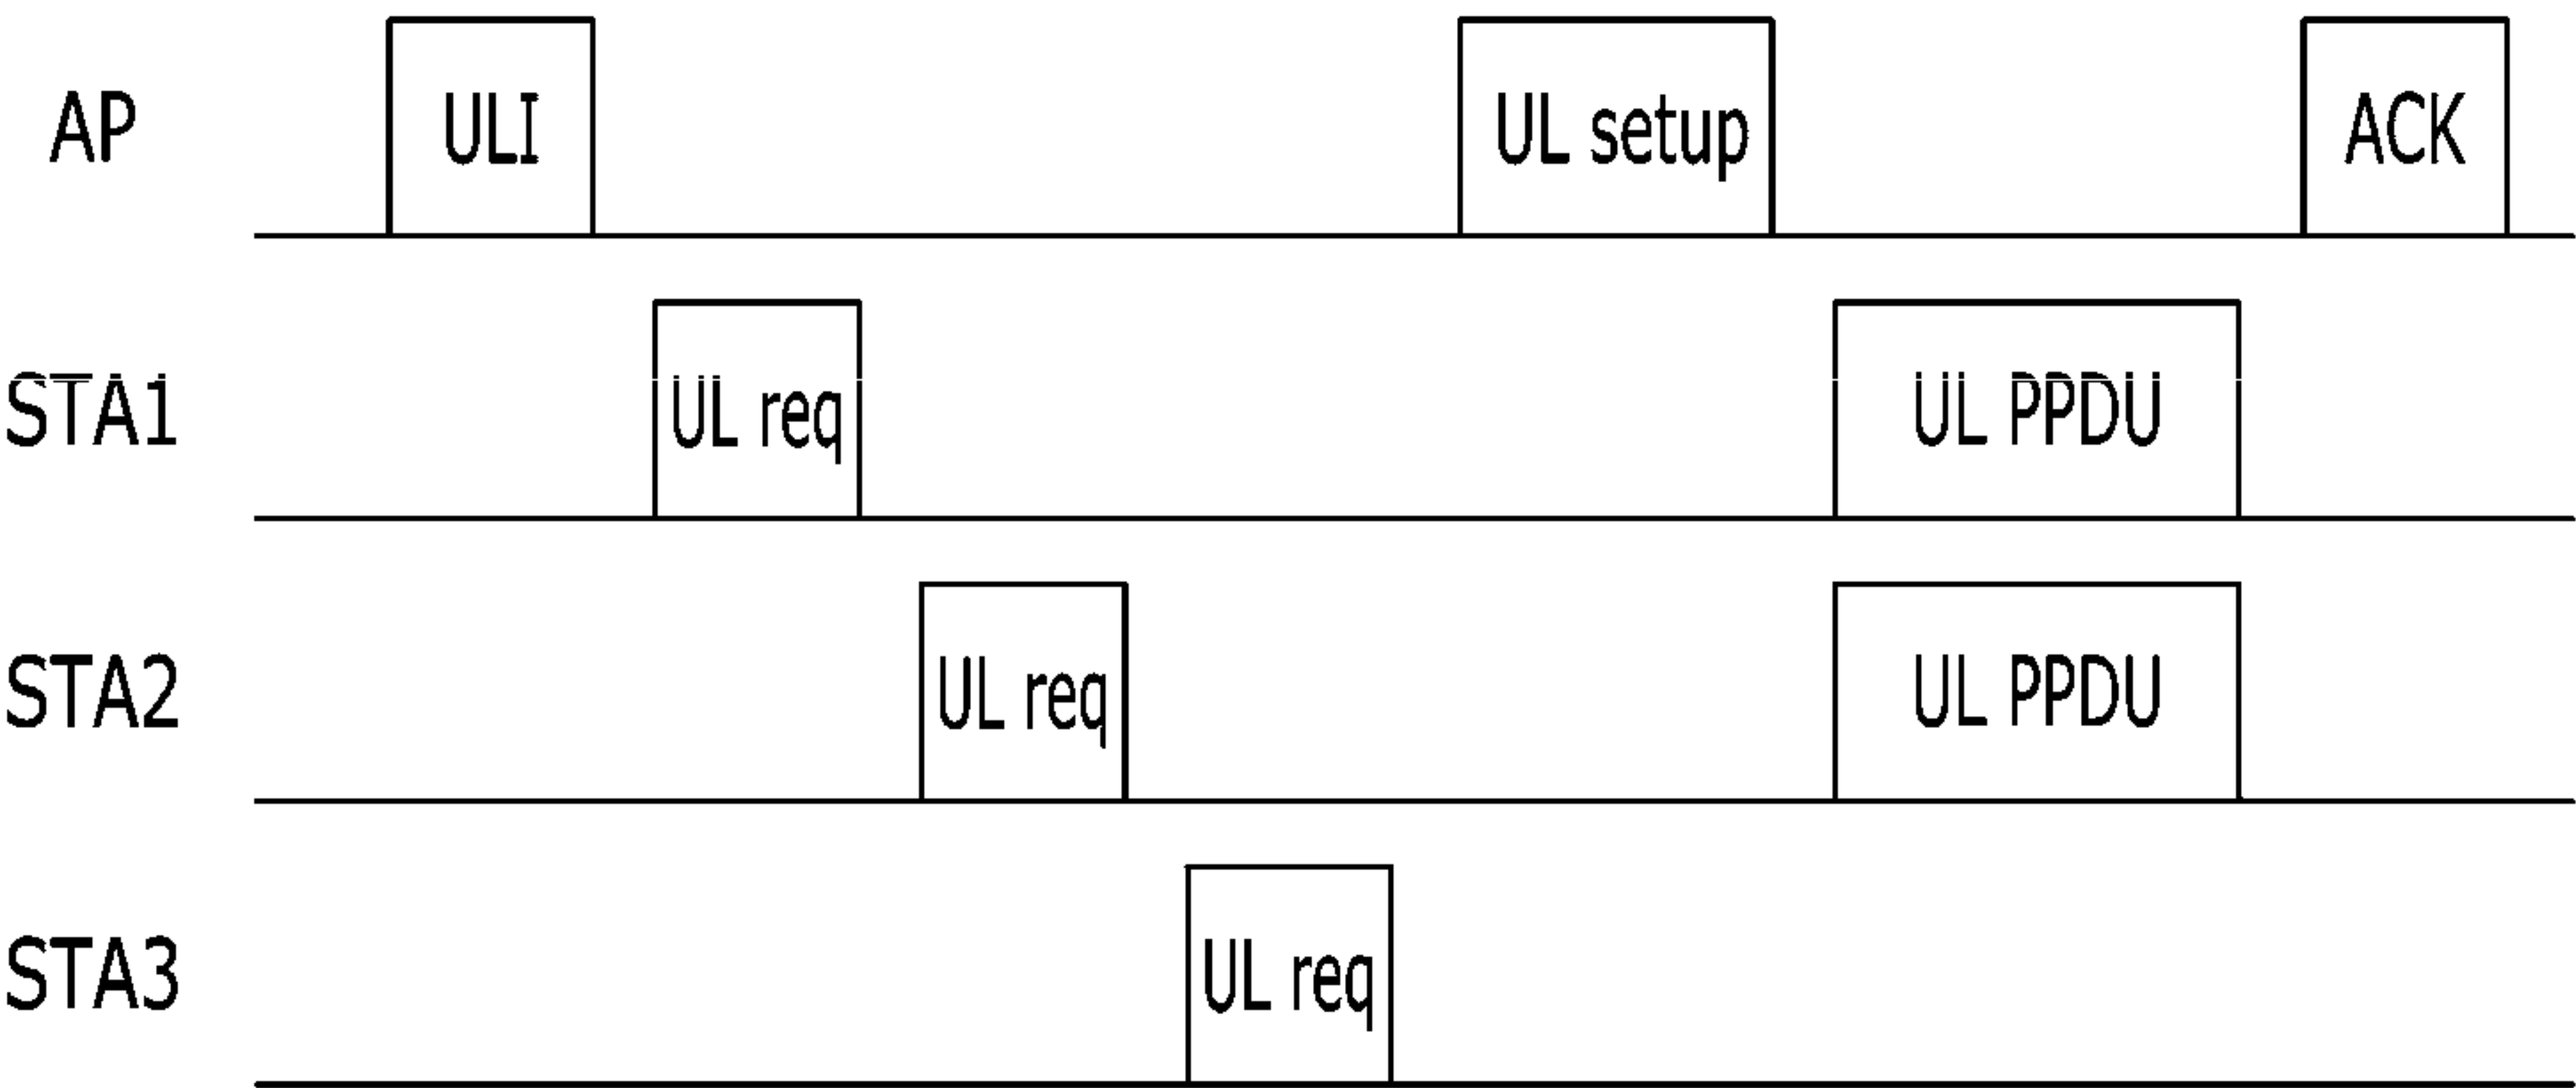 AP ULI UL setup ACK
STA1 UL req UL PPDU
STA2 UL req UL PPDU
STA3 UL req